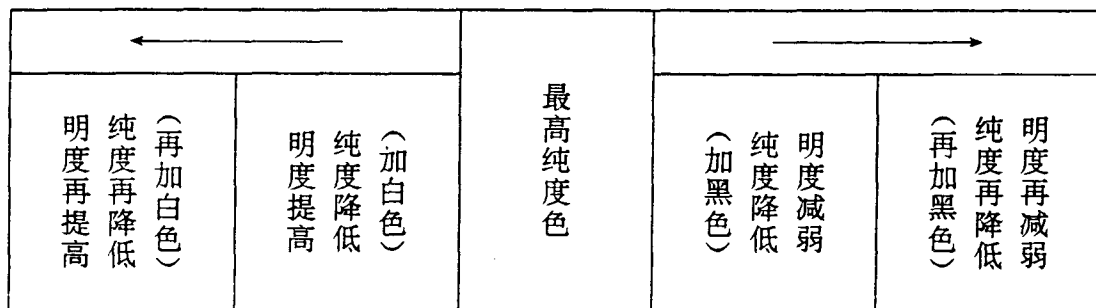 明度再提高
纯度再降低
（再加白色）
明度提高
纯度降低
（加白色）
最高纯度色
（加黑色）
纯度降低
明度减弱
（再加黑色）
纯度再降低
明度再减弱